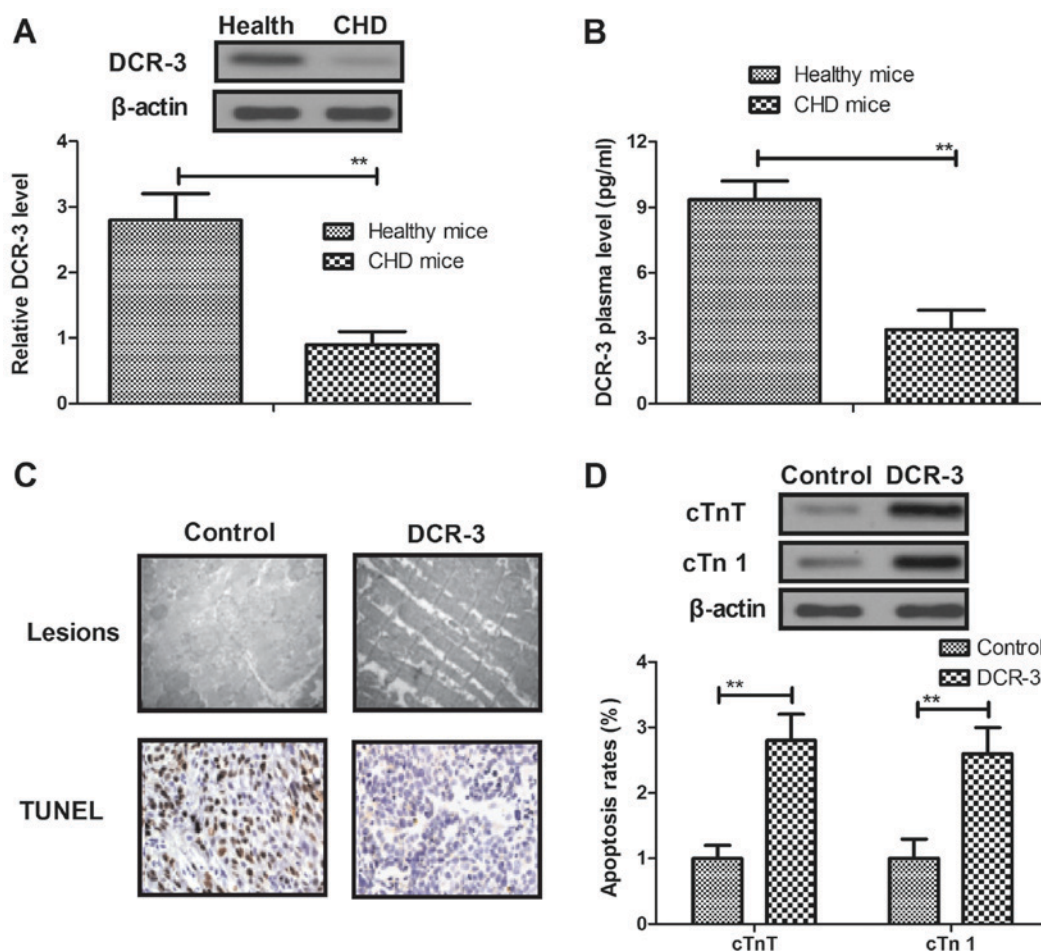 A
Health CHD
DCR-3
β-actin
Relative DCR-3 level
3
2
1
0
**
Healthy mice
CHD mice
B
Healthy mice
CHD mice
DCR-3 plasma level (pg/ml)
12
9
6
3
0
**
C
Control DCR-3
Lesions
TUNEL
D
Control DCR-3
cTnT
cTn 1
β-actin
Control
DCR-3
Apoptosis rates (%)
4
3
2
1
0
** **
cTnT cTn 1